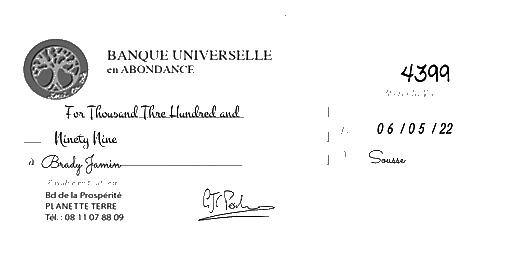 BANQUE UNIVERSELLE
en ABONDANCE
4399
For Thousand Thre Hundred and
Ninety Nine
06/05/22
à Brady Jamin
Sousse
Bd de la Prospérité
PLANETTE TERRE
Tél. : 08 11 07 88 09